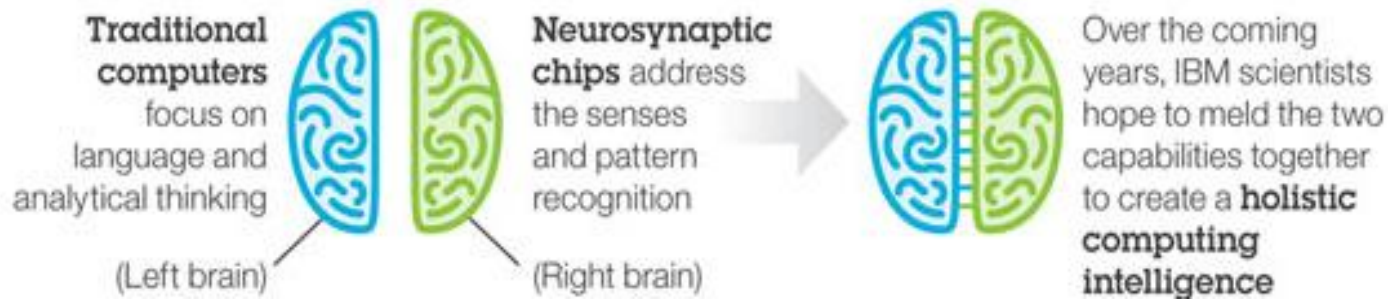 Traditional
computers
focus on
language and
analytical thinking
(Left brain)
Neurosynaptic
chips address
the senses
and pattern
recognition
(Right brain)
Over the coming
years, IBM scientists
hope to meld the two
capabilities together
to create a holistic
computing
intelligence